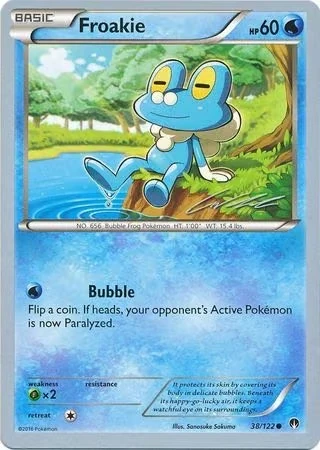 BASIC
Froakie
HP60
NO. 656 Bubble Frog Pokémon HT: 1'00" WT: 15.4 lbs.
Bubble
Flip a coin. If heads, your opponent's Active Pokémon
is now Paralyzed.
weakness
×2
resistance
retreat
It protects its skin by covering its
body in delicate bubbles. Beneath
its happy-go-lucky air, it keeps a
watchful eye on its surroundings.
©2016 Pokémon
Illus. Sanosuke Sakuma
38/122